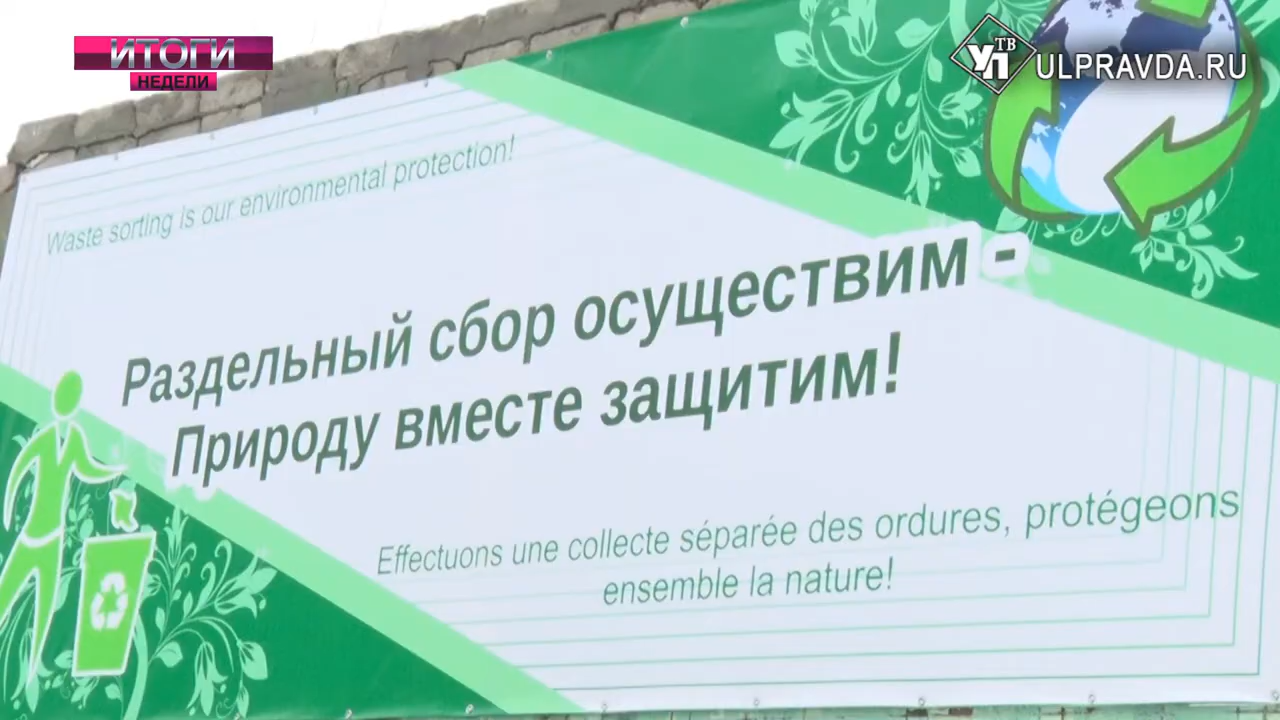 ИТОГИ
НЕДЕЛИ
УП ТВ
ULPRAVDA.RU
Waste sorting is our environmental protection!
Раздельный сбор осуществим -
Природу вместе защитим!
Effectuons une collecte séparée des ordures, protégeons
ensemble la nature!